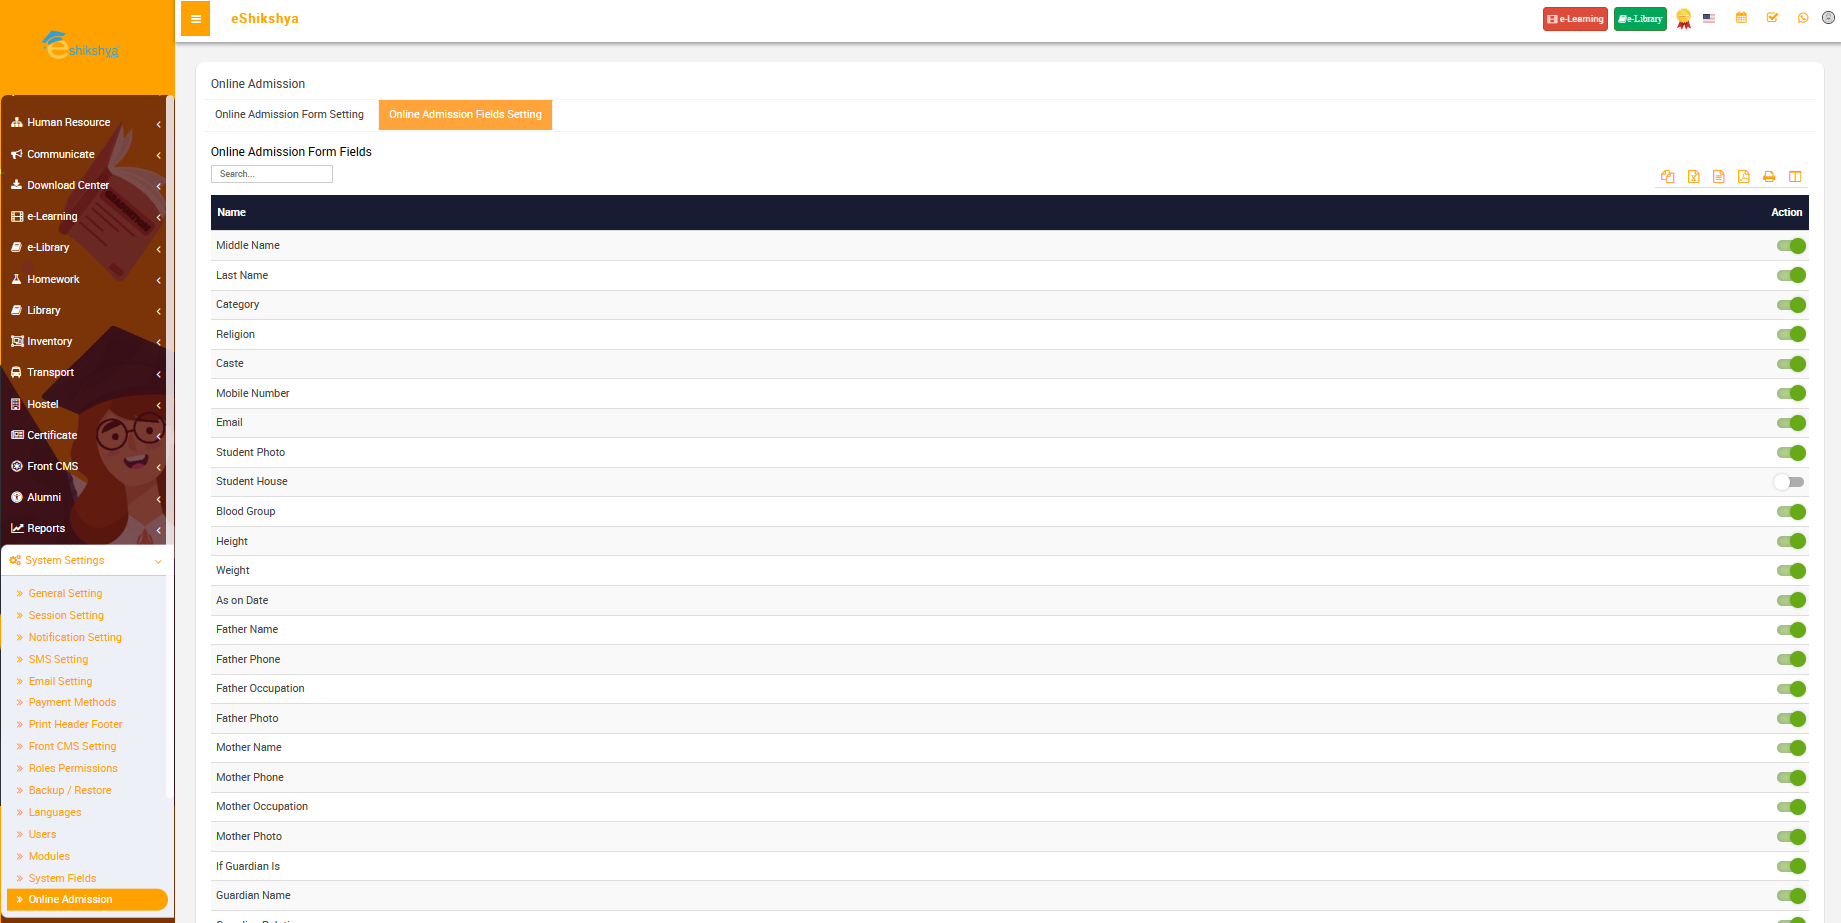 eshikshya
Human Resource
Communicate
Download Center
e-Learning
e-Library
Homework
Library
Inventory
Transport
Hostel
Certificate
Front CMS
Alumni
Reports
System Settings
General Setting
Session Setting
Notification Setting
SMS Setting
Email Setting
Payment Methods
Print Header Footer
Front CMS Setting
Roles Permissions
Backup / Restore
Languages
Users
Modules
System Fields
Online Admission
eShikshya
e-Learning
e-Library
Online Admission
Online Admission Form Setting
Online Admission Fields Setting
Online Admission Form Fields
Search...
Name Action
Middle Name
Last Name
Category
Religion
Caste
Mobile Number
Email
Student Photo
Student House
Blood Group
Height
Weight
As on Date
Father Name
Father Phone
Father Occupation
Father Photo
Mother Name
Mother Phone
Mother Occupation
Mother Photo
If Guardian Is
Guardian Name